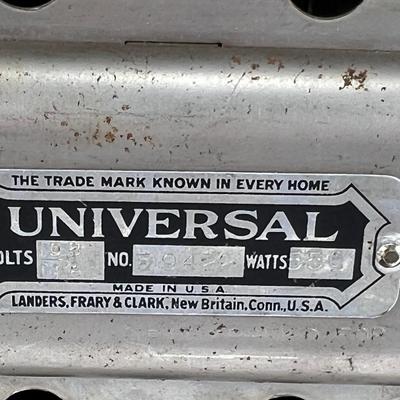 THE TRADE MARK KNOWN IN EVERY HOME
UNIVERSAL
OLTS NO. WATTS
MADE IN U S A
LANDERS, FRARY & CLARK, New Britain, Conn., U.S.A.